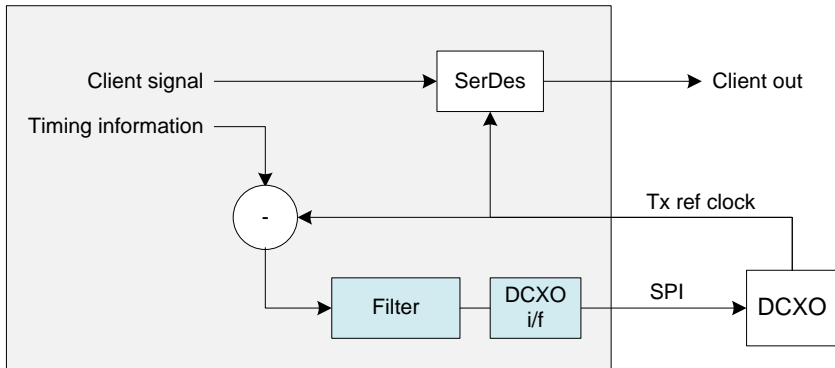 Client signal
SerDes
Client out
Timing information
-
Tx ref clock
Filter
DCXO
i/f
SPI
DCXO